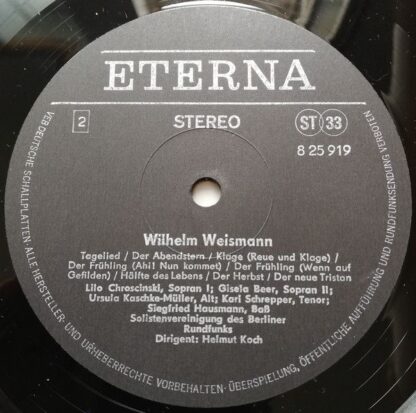 ETERNA
2
STEREO
ST 33
8 25 919
Wilhelm Weismann
Tagelied / Der Abendstern / Klage (Reue und Klage) /
Der Frühling (Ahi! Nun kommet) / Der Frühling (Wenn auf
Gefilden) / Hälfte des Lebens / Der Herbst / Der neue Tristan
Lilo Chroscinski, Sopran I; Gisela Beer, Sopran II;
Ursula Kaschke-Müller, Alt; Karl Schrepper, Tenor;
Siegfried Hausmann, Baß
Solistenvereinigung des Berliner
Rundfunks
Dirigent: Helmut Koch
VEB DEUTSCHE SCHALLPLATTEN · ALLE HERSTELLER- UND URHEBERRECHTE VORBEHALTEN · ÜBERSPIELUNG, ÖFFENTLICHE AUFFÜHRUNG UND RUNDFUNKSENDUNG VERBOTEN